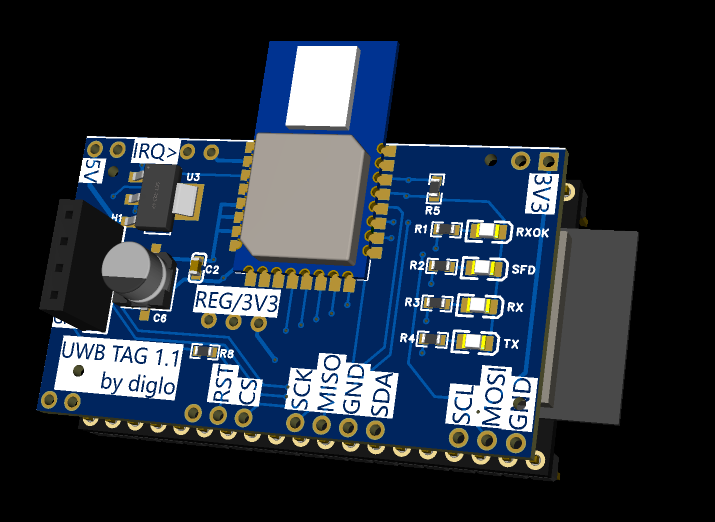 IRQ>
5V
U3
3V3
R5
R1
RXOK
R2
SFD
C2
REG/3V3
R3
RX
C6
R4
TX
UWB TAG 1.1
by diglo
R8
RST
CS
SCK
MISO
GND
SDA
SCL
MOSI
GND